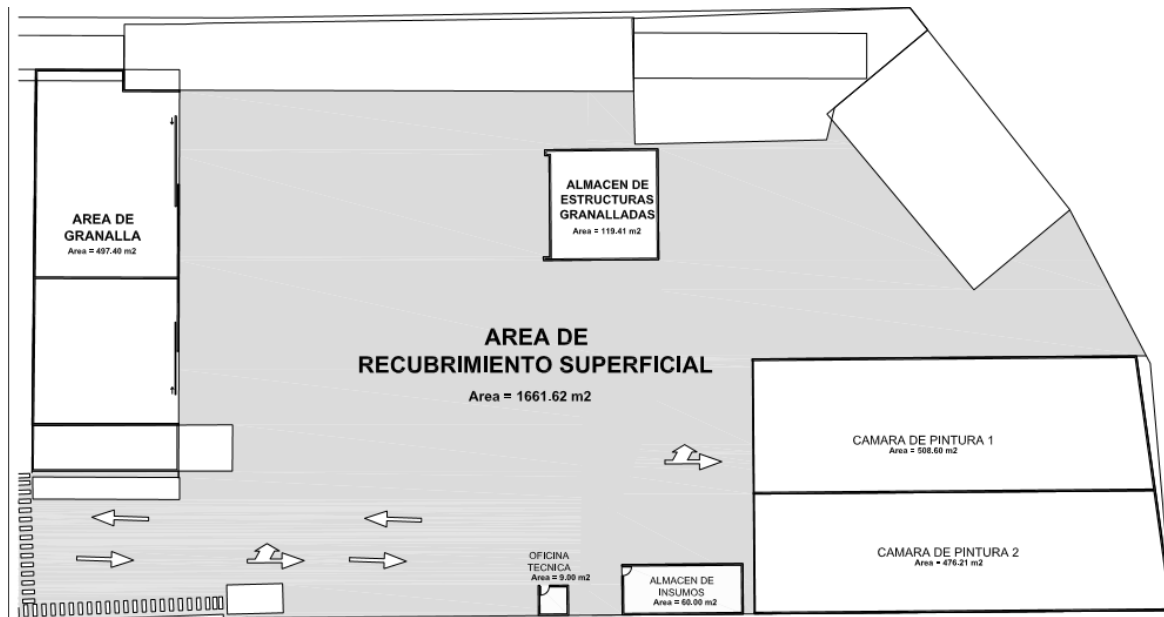 ALMACEN DE
ESTRUCTURAS
GRANALLADAS
Area = 119.41 m2
AREA DE
GRANALLA
Area = 497.40 m2
AREA DE
RECUBRIMIENTO SUPERFICIAL
Area = 1661.62 m2
CAMARA DE PINTURA 1
Area = 508.60 m2
CAMARA DE PINTURA 2
Area = 476.21 m2
OFICINA
TECNICA
Area = 9.00 m2
ALMACEN DE
INSUMOS
Area = 60.00 m2